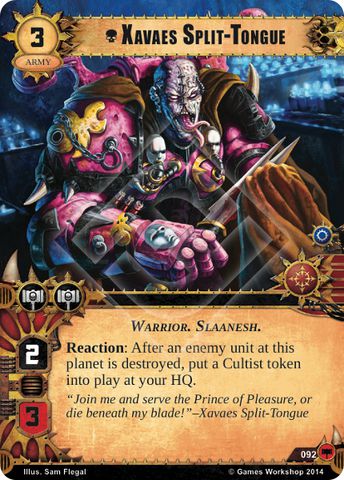 3
ARMY
Xavaes Split-Tongue
Warrior. Slaanesh.
2
Reaction: After an enemy unit at this
planet is destroyed, put a Cultist token
into play at your HQ.
3
“Join me and serve the Prince of Pleasure, or
die beneath my blade!”–Xavaes Split-Tongue
092
Illus. Sam Flegal
© Games Workshop 2014